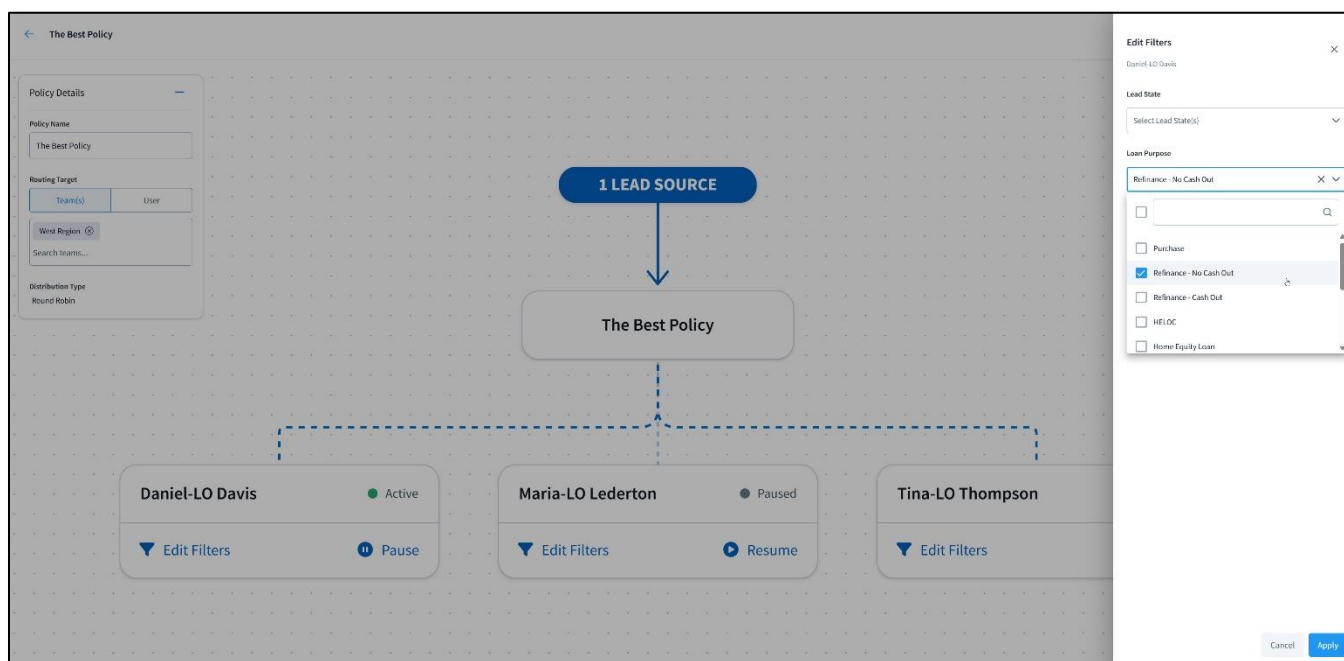 The Best Policy
Policy Details
Policy Name
The Best Policy
Routing Target
Team(s) User
West Region
Search teams...
Distribution Type
Round Robin
1 LEAD SOURCE
The Best Policy
Daniel-LO Davis Active
Edit Filters Pause
Maria-LO Lederton Paused
Edit Filters Resume
Tina-LO Thompson
Edit Filters
Edit Filters
Daniel-LO Davis
Lead State
Select Lead State(s)
Loan Purpose
Refinance - No Cash Out
Purchase
Refinance - No Cash Out
Refinance - Cash Out
HELOC
Home Equity Loan
Cancel Apply